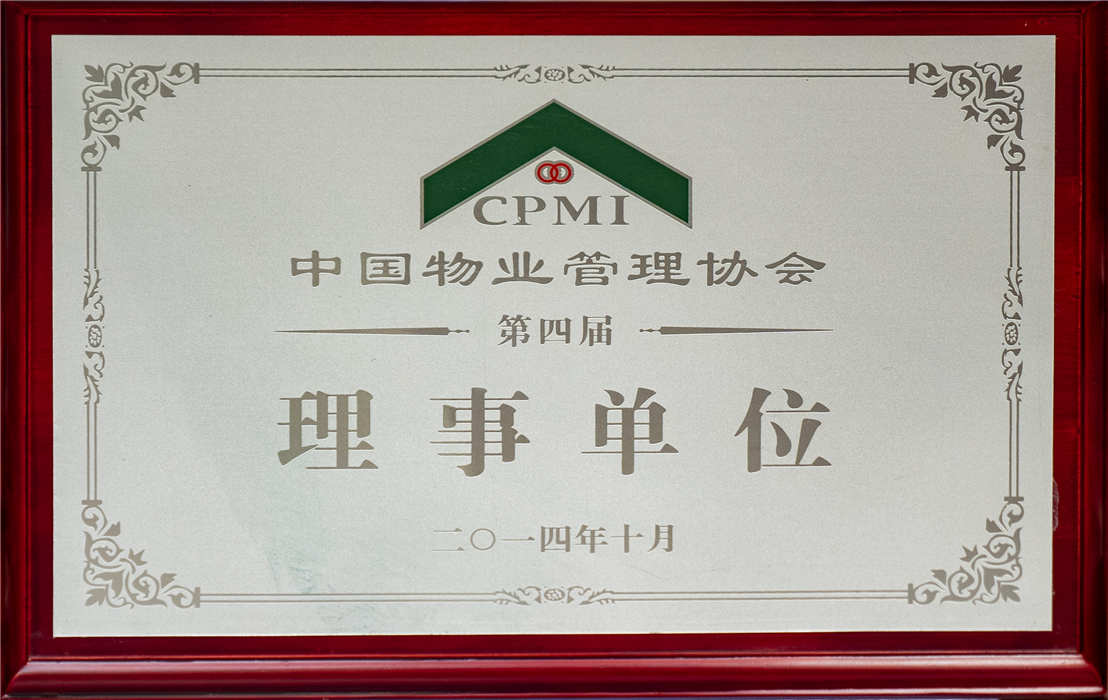 CPMI
中国物业管理协会
第四届
理事单位
二〇一四年十月